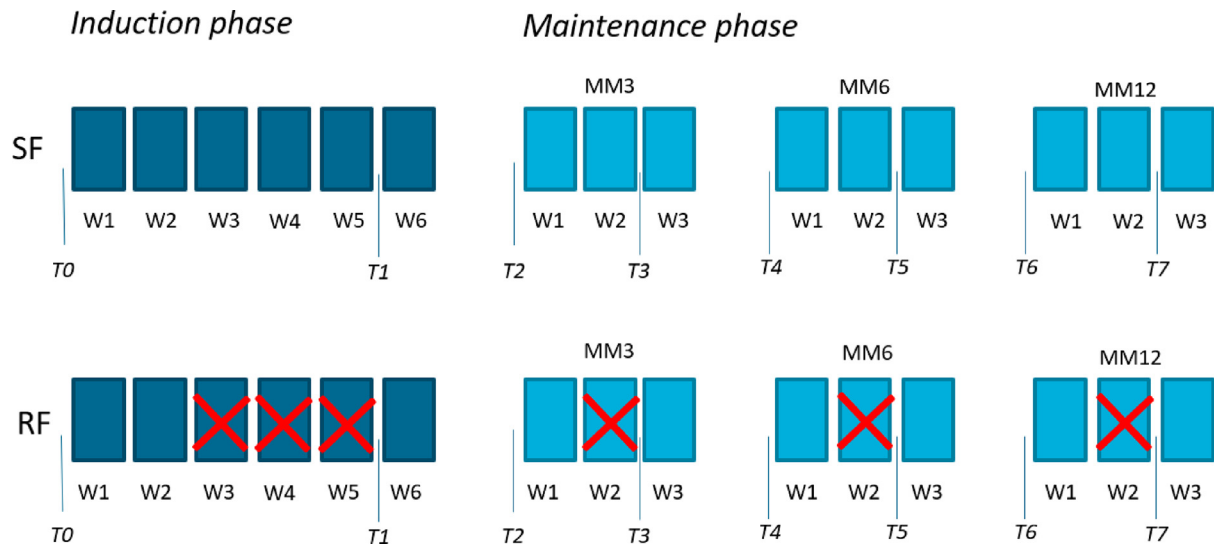 Induction phase Maintenance phase
MM3 MM6 MM12
SF
W1 W2 W3 W4 W5 W6 W1 W2 W3 W1 W2 W3 W1 W2 W3
T0 T1 T2 T3 T4 T5 T6 T7
MM3 MM6 MM12
RF
W1 W2 W3 W4 W5 W6 W1 W2 W3 W1 W2 W3 W1 W2 W3
T0 T1 T2 T3 T4 T5 T6 T7